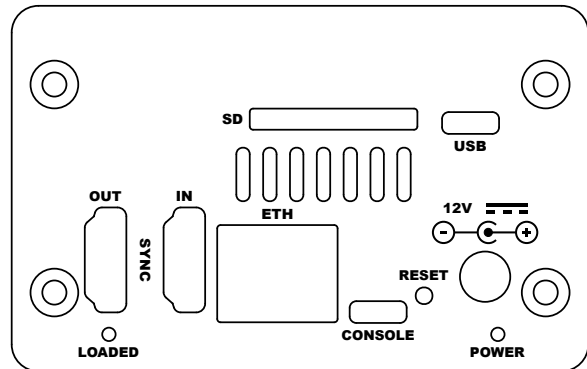 SD
USB
OUT
IN
ETH
12V
SYNC
- +
RESET
CONSOLE
LOADED
POWER